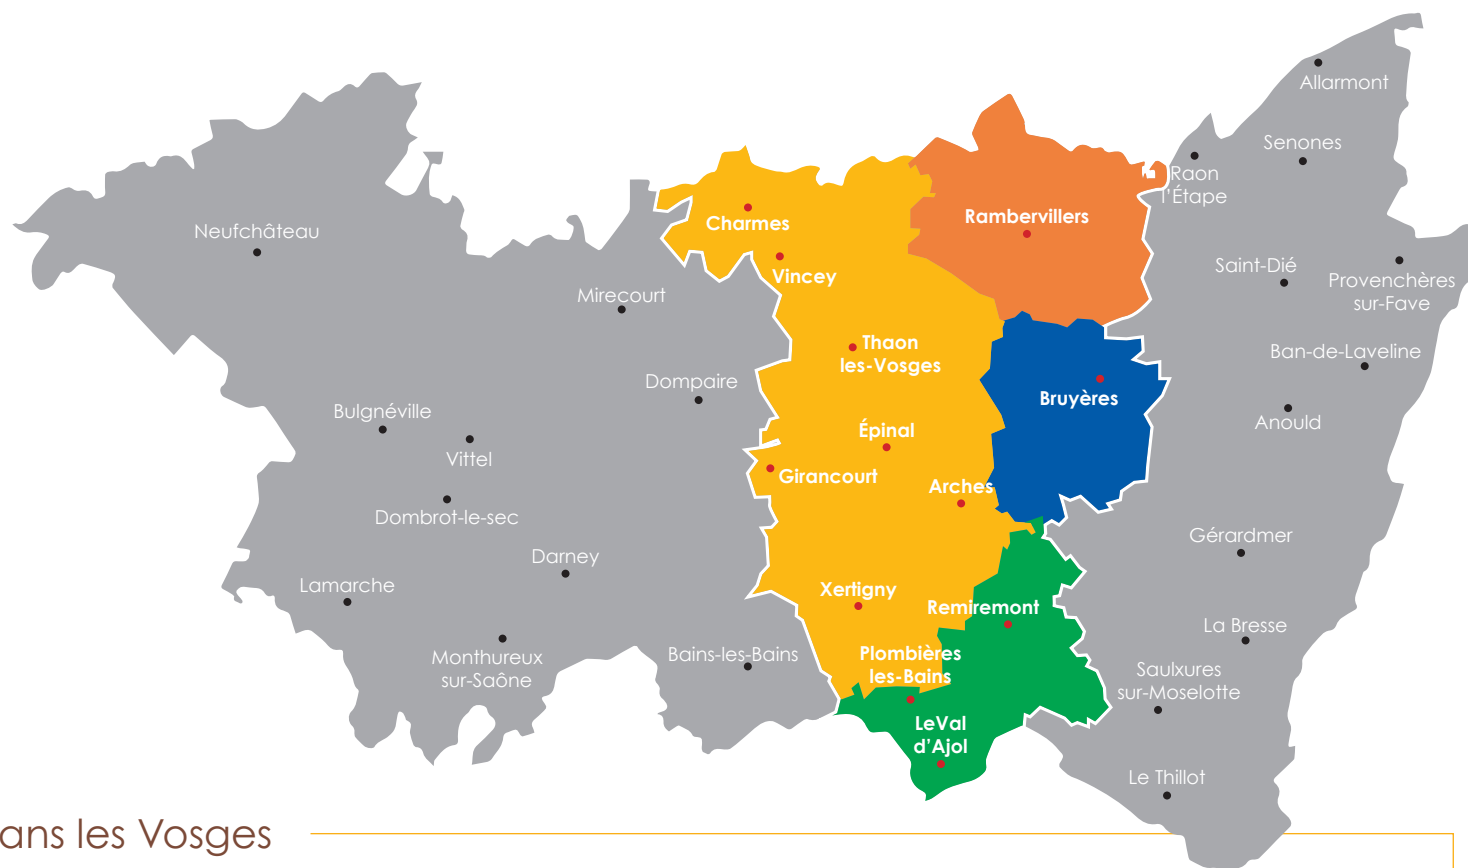 Allarmont
Senones
Raon
l'Étape
Rambervillers
Charmes
Neufchâteau
Vincey
Saint-Dié
Provenchères
sur-Fave
Mirecourt
Thaon
les-Vosges
Ban-de-Laveline
Dompaire
Bruyères
Bulgnéville
Anould
Épinal
Vittel
Girancourt
Arches
Dombrot-le-sec
Gérardmer
Darney
Lamarche
Xertigny
Remiremont
La Bresse
Monthureux
sur-Saône
Bains-les-Bains
Plombières
les-Bains
Saulxures
sur-Moselotte
LeVal
d'Ajol
Le Thillot
ans les Vosges